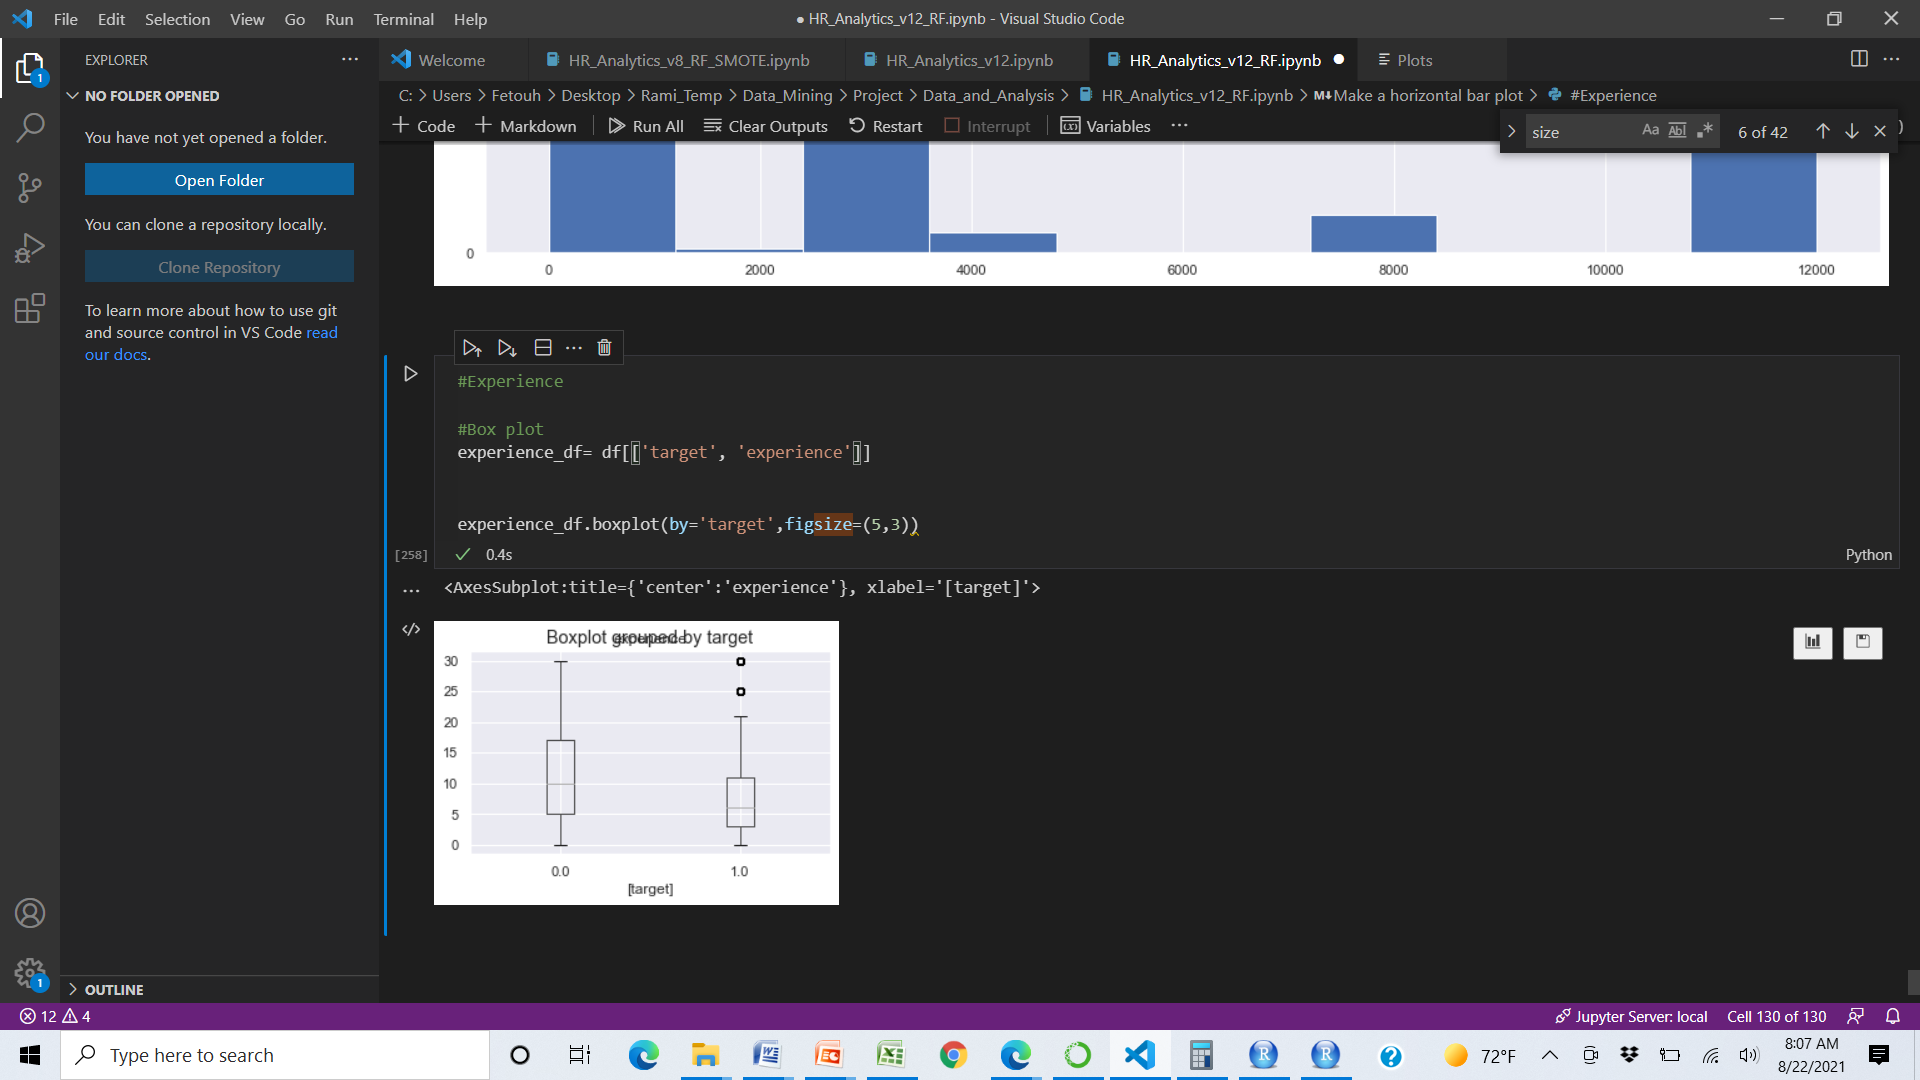 File Edit Selection View Go Run Terminal Help
● HR_Analytics_v12_RF.ipynb - Visual Studio Code
EXPLORER
Welcome
HR_Analytics_v8_RF_SMOTE.ipynb
HR_Analytics_v12.ipynb
HR_Analytics_v12_RF.ipynb
Plots
NO FOLDER OPENED
C: > Users > Fetouh > Desktop > Rami_Temp > Data_Mining > Project > Data_and_Analysis > HR_Analytics_v12_RF.ipynb > M↓Make a horizontal bar plot > #Experience
+ Code + Markdown Run All Clear Outputs Restart Interrupt Variables ...
size Aa Ab| .* 6 of 42
You have not yet opened a folder.
Open Folder
You can clone a repository locally.
Clone Repository
To learn more about how to use git
and source control in VS Code read
our docs.
0
0 2000 4000 6000 8000 10000 12000
#Experience
#Box plot
experience_df= df[['target', 'experience']]
experience_df.boxplot(by='target',figsize=(5,3))
[258] 0.4s
Python
<AxesSubplot:title={'center':'experience'}, xlabel='[target]'>
Boxplot grouped by target
experience
30
25
20
15
10
5
0
0.0 1.0
[target]
1
1
OUTLINE
12 4
Jupyter Server: local Cell 130 of 130
Type here to search
72°F
8:07 AM
8/22/2021